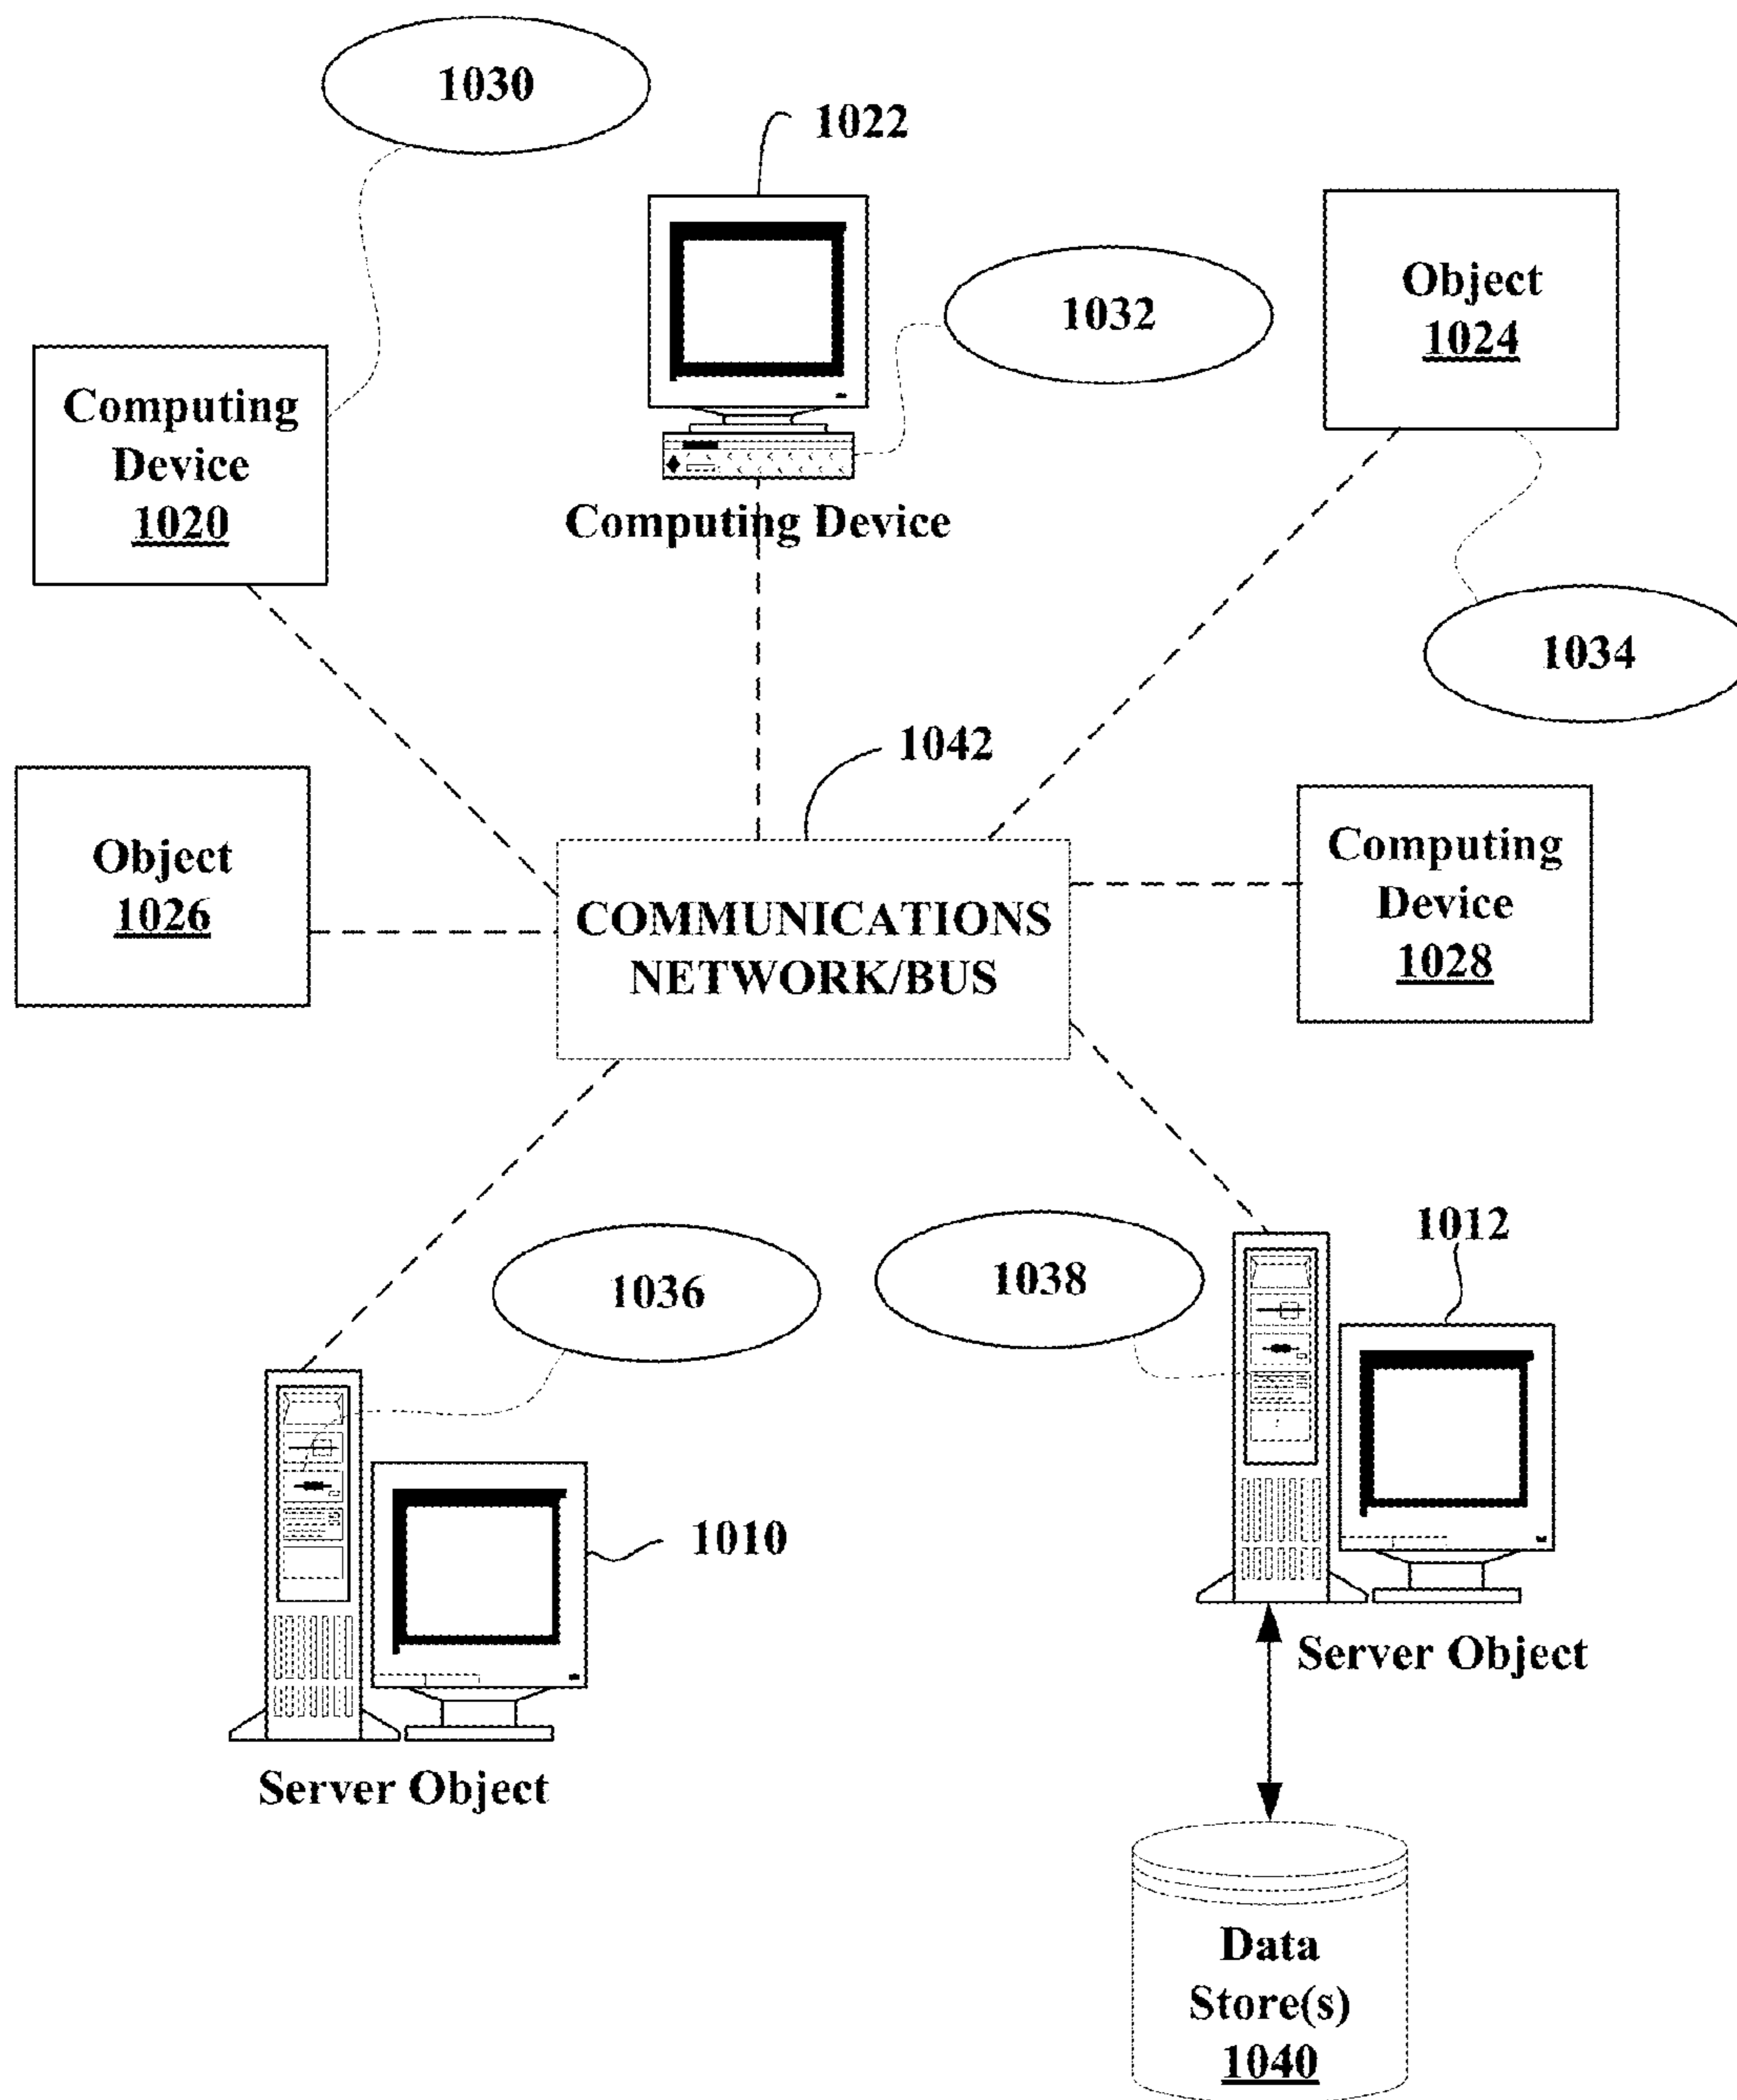 1030
1022
1032
Object
1024
Computing
Device
1020
Computing Device
1034
1042
Object
1026
COMMUNICATIONS
NETWORK/BUS
Computing
Device
1028
1036
1038
1012
1010
Server Object
Server Object
Data
Store(s)
1040